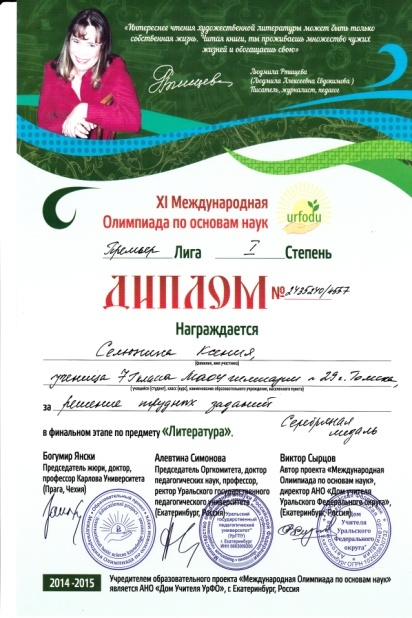 «Интереснее чтения художественной литературы может быть только
собственная жизнь. Читая книги, ты проживаешь множество чужих
жизней и обогащаешь свою»
Людмила Ртищева
(Людмила Алексеевна Евдокимова)
Писатель, журналист, педагог
XI Международная
Олимпиада по основам наук
urfodu
Премьер Лига I Степень
ДИПЛОМ № 2435240/4557
Награждается
Селюнина Ксения,
(фамилия, имя участника)
ученица 7 класса МАОУ гимназии № 29 г. Томска,
(учащийся (студент), класс (курс), наименование образовательного учреждения, населенного пункта)
за решение трудных заданий
Серебряная
медаль
в финальном этапе по предмету «Литература».
Богумир Янски
Председатель жюри, доктор,
профессор Карлова Университета
(Прага, Чехия)
Алевтина Симонова
Председатель Оргкомитета, доктор
педагогических наук, профессор,
ректор Уральского государственного
педагогического университета
(Екатеринбург, Россия)
Виктор Сырцов
Автор проекта «Международная
Олимпиада по основам наук»,
директор АНО «Дом учителя
Уральского Федерального округа»,
(Екатеринбург, Россия)
"Уральский
государственный
педагогический
университет"
(УрГПУ)
г. Екатеринбург
Дом
Учителя
Уральского
Федерального
округа
2014 -2015
Учредителем образовательного проекта «Международная Олимпиада по основам наук»
является АНО «Дом Учителя УрФО», г. Екатеринбург, Россия